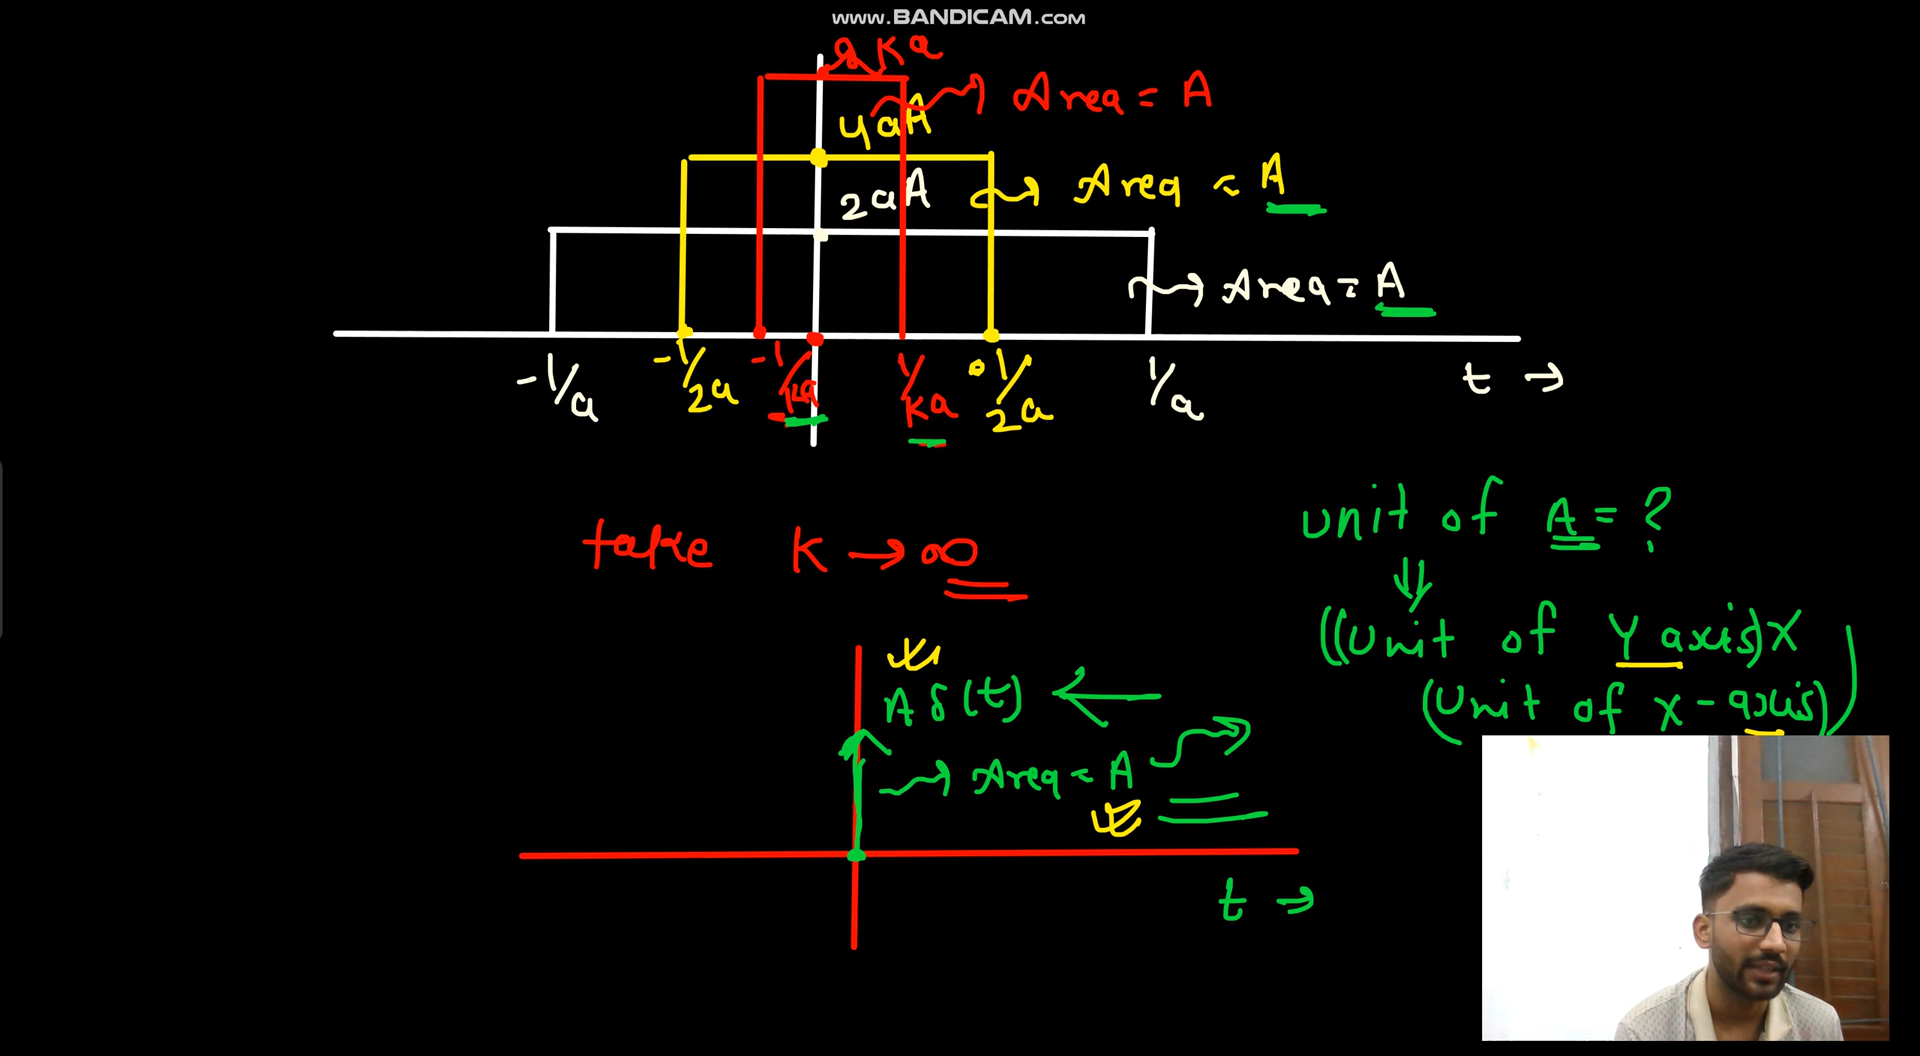 www.BANDICAM.com
2Ka
Area = A
4aA
Area = A
2aA
Area = A
-1/a
-1/2a
-1/Ka
1/Ka
1/2a
1/a
t →
unit of A = ?
take K → ∞
((Unit of Y axis) X
(Unit of X-axis))
A δ(t)
Area = A
t →